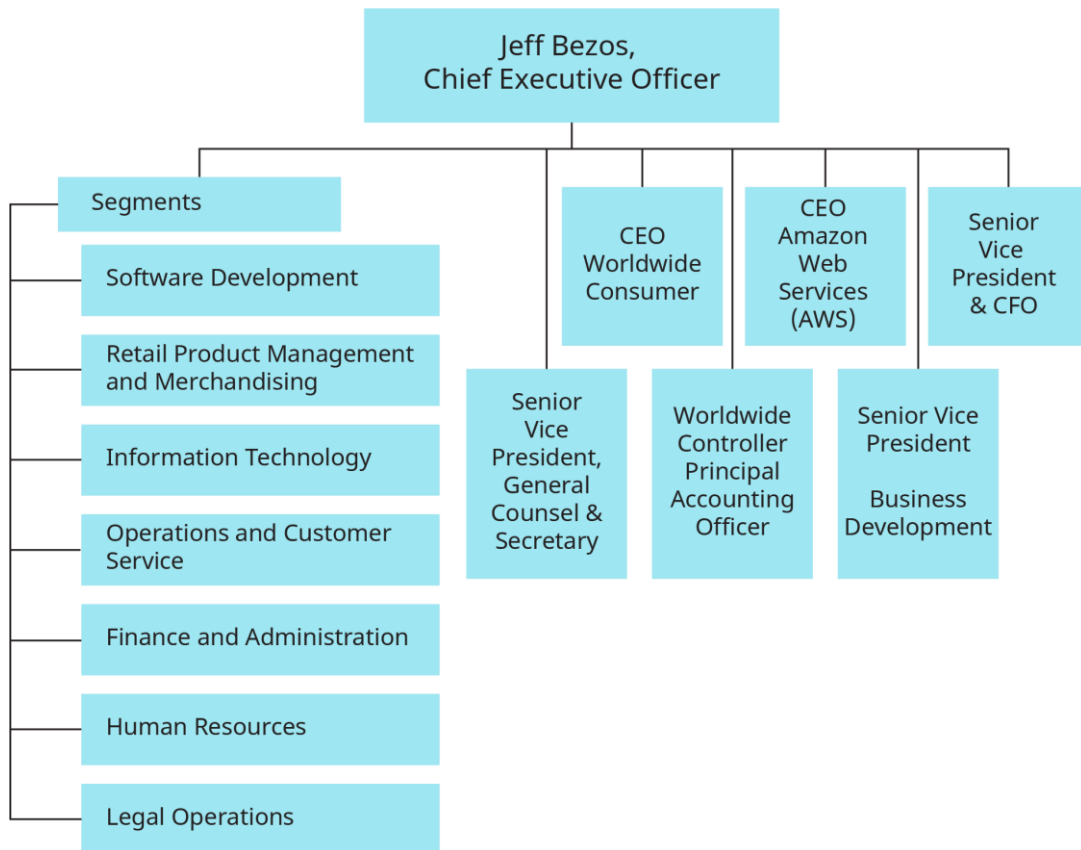 Jeff Bezos,
Chief Executive Officer
Segments
Software Development
Retail Product Management
and Merchandising
Information Technology
Operations and Customer
Service
Finance and Administration
Human Resources
Legal Operations
Senior
Vice
President,
General
Counsel &
Secretary
CEO
Worldwide
Consumer
Worldwide
Controller
Principal
Accounting
Officer
CEO
Amazon
Web
Services
(AWS)
Senior Vice
President
Business
Development
Senior
Vice
President
& CFO